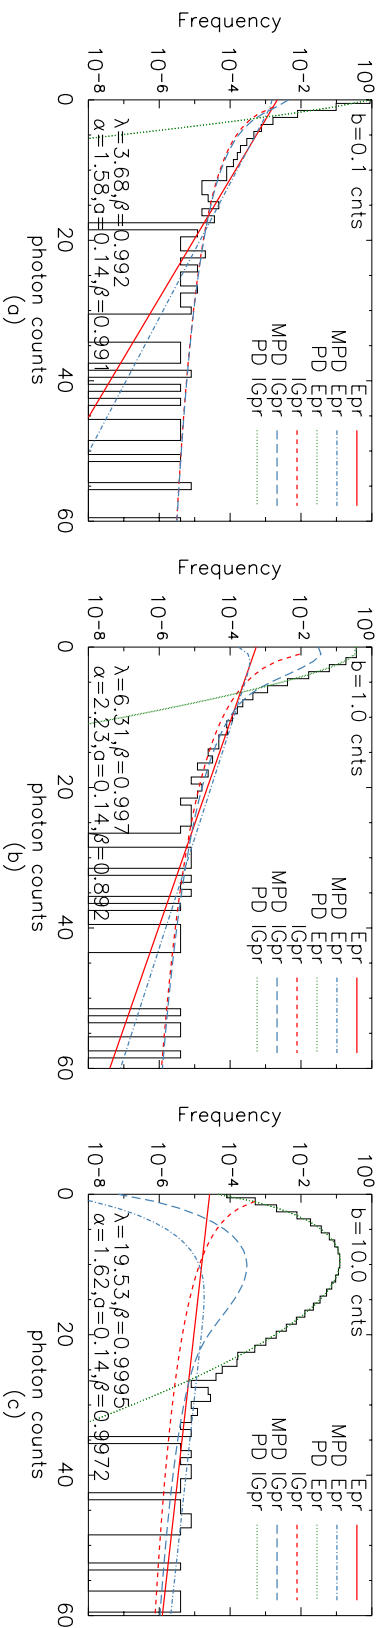 Frequency
10⁰
10⁻²
10⁻⁴
10⁻⁶
10⁻⁸
b=0.1 cnts
Epr
MPD Epr
PD Epr
IGpr
MPD IGpr
PD IGpr
λ=3.68,β=0.992
α=1.58,a=0.14,β=0.991
0
20
40
60
photon counts
(a)
Frequency
10⁰
10⁻²
10⁻⁴
10⁻⁶
10⁻⁸
b=1.0 cnts
Epr
MPD Epr
PD Epr
IGpr
MPD IGpr
PD IGpr
λ=6.31,β=0.997
α=2.23,a=0.14,β=0.892
0
20
40
60
photon counts
(b)
Frequency
10⁰
10⁻²
10⁻⁴
10⁻⁶
10⁻⁸
b=10.0 cnts
Epr
MPD Epr
PD Epr
IGpr
MPD IGpr
PD IGpr
λ=19.53,β=0.9995
α=1.62,a=0.14,β=0.9972
0
20
40
60
photon counts
(c)